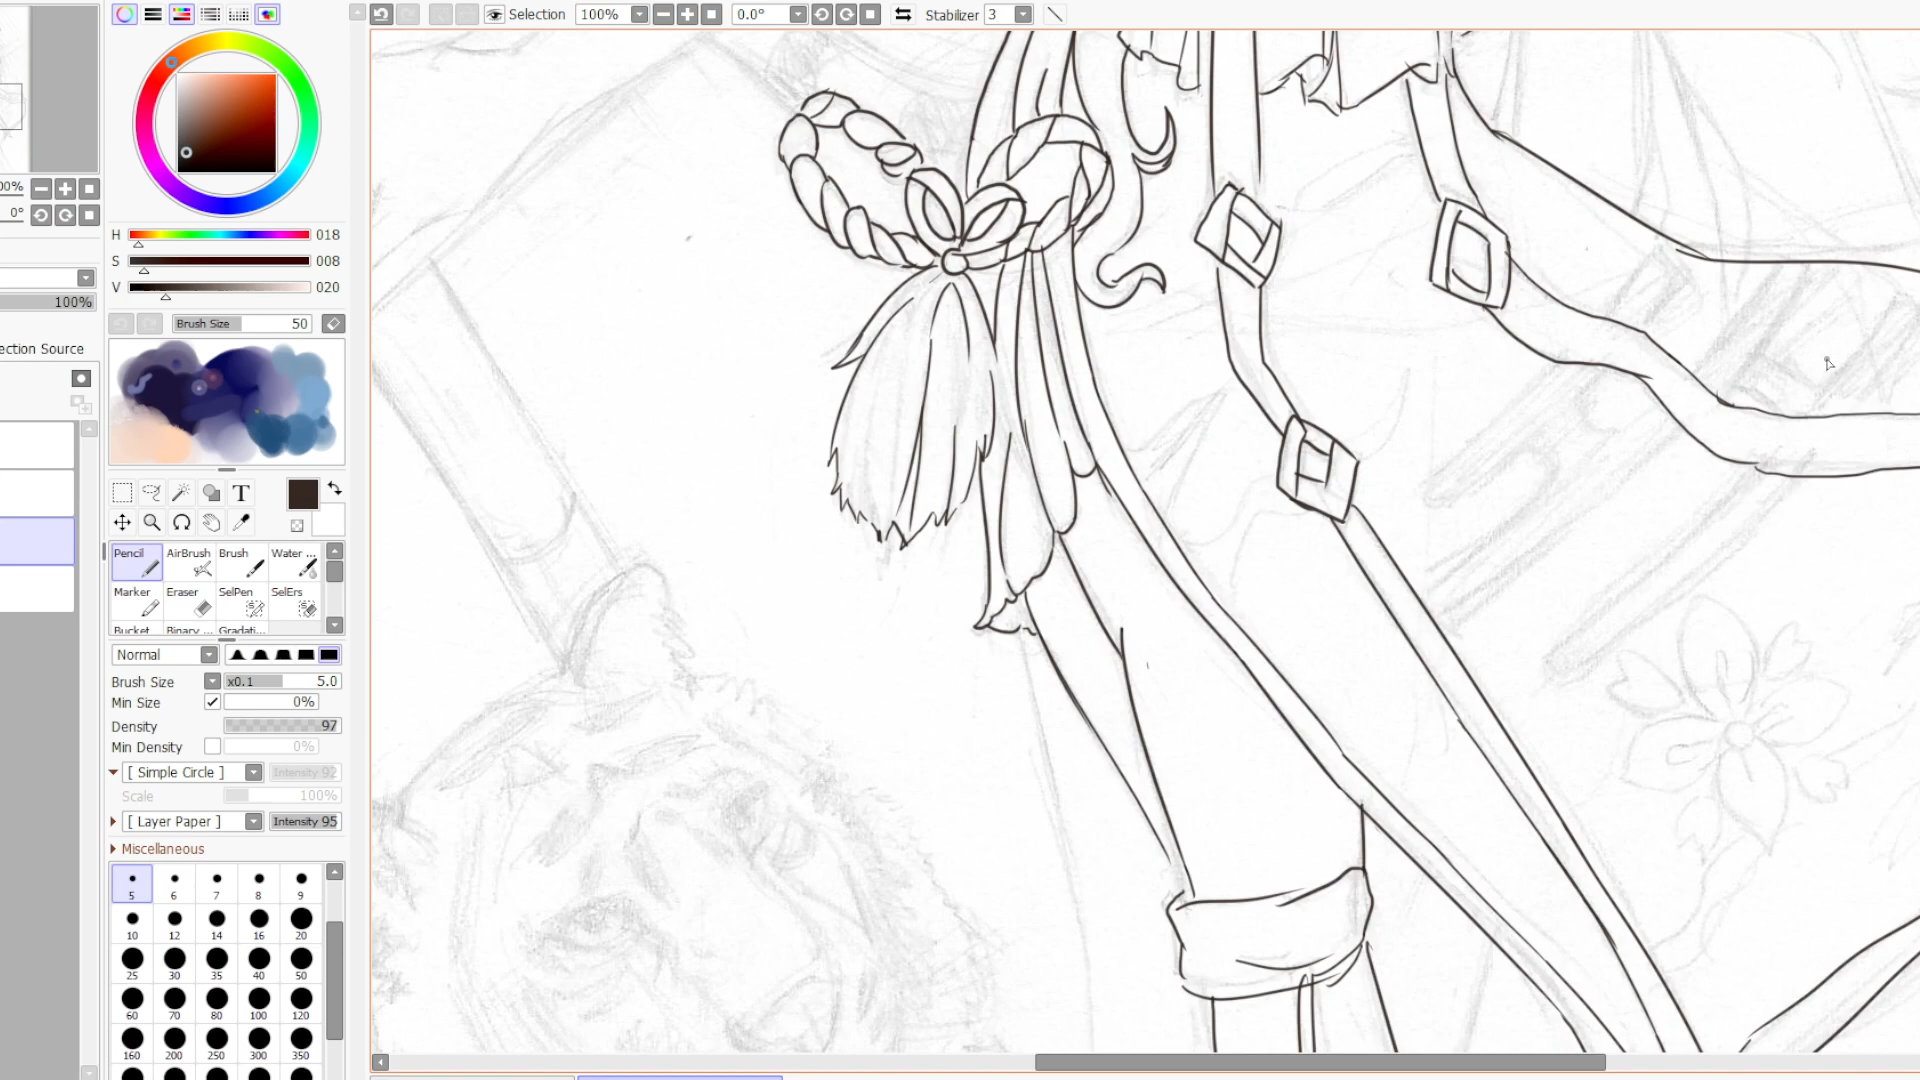 Selection 100% 0.0° Stabilizer 3
00%
0°
H 018
S 008
V 020
100%
Brush Size 50
ection Source
T
Pencil AirBrush Brush Water ...
Marker Eraser SelPen SelErs
Bucket Binary ... Gradati...
Normal
Brush Size x0.1 5.0
Min Size 0%
Density 97
Min Density 0%
[ Simple Circle ] Intensity 92
Scale 100%
[ Layer Paper ] Intensity 95
Miscellaneous
5 6 7 8 9
10 12 14 16 20
25 30 35 40 50
60 70 80 100 120
160 200 250 300 350